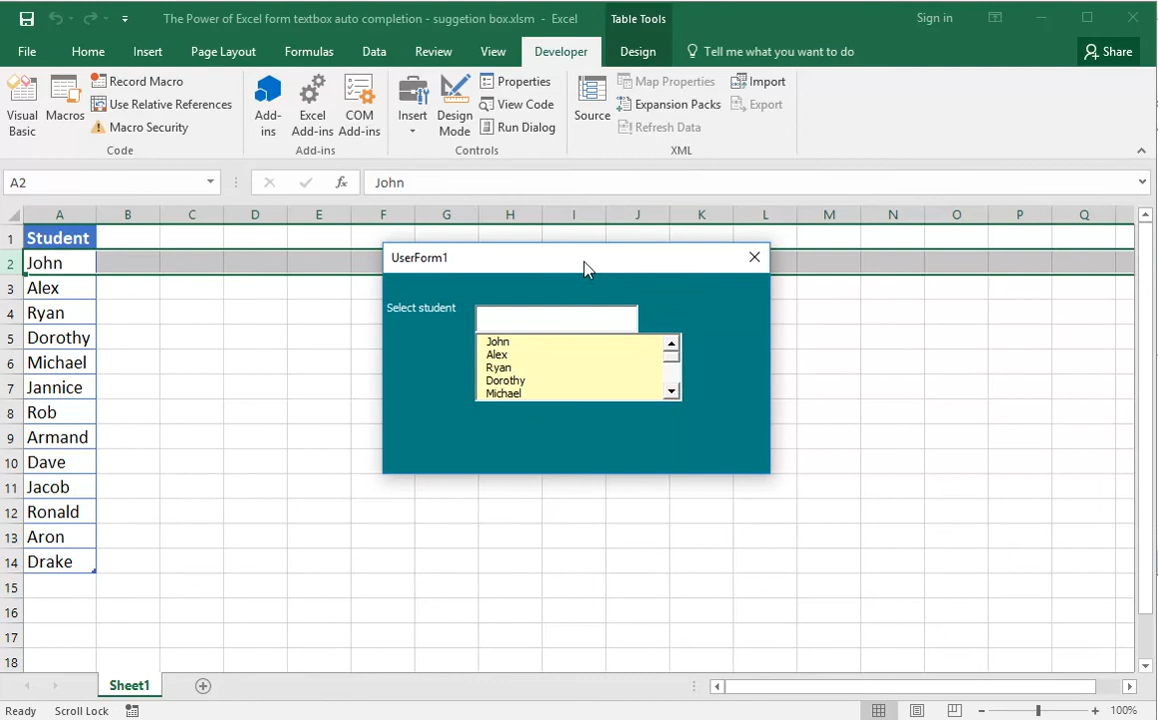 The Power of Excel form textbox auto completion - suggetion box.xlsm - Excel
Table Tools
Sign in
File Home Insert Page Layout Formulas Data Review View Developer Design Tell me what you want to do Share
Visual Basic
Macros
Record Macro
Use Relative References
Macro Security
Code
Add-ins
Excel Add-ins
COM Add-ins
Add-ins
Insert
Design Mode
Properties
View Code
Run Dialog
Controls
Source
Map Properties
Expansion Packs
Refresh Data
Import
Export
XML
A2 fx John
A B C D E F G H I J K L M N O P Q
1 Student
2 John
3 Alex
4 Ryan
5 Dorothy
6 Michael
7 Jannice
8 Rob
9 Armand
10 Dave
11 Jacob
12 Ronald
13 Aron
14 Drake
15
16
17
18
UserForm1
Select student
John
Alex
Ryan
Dorothy
Michael
Sheet1
Ready Scroll Lock 100%